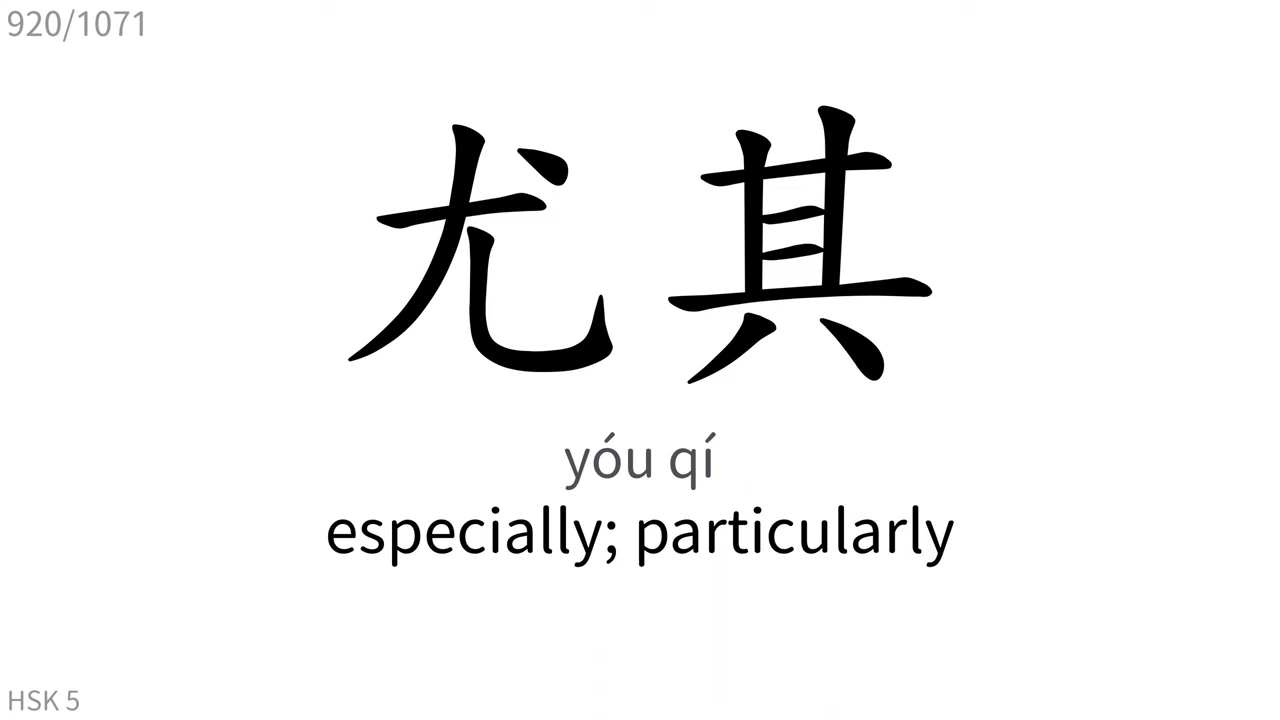 920/1071
尤其
yóu qí
especially; particularly
HSK 5